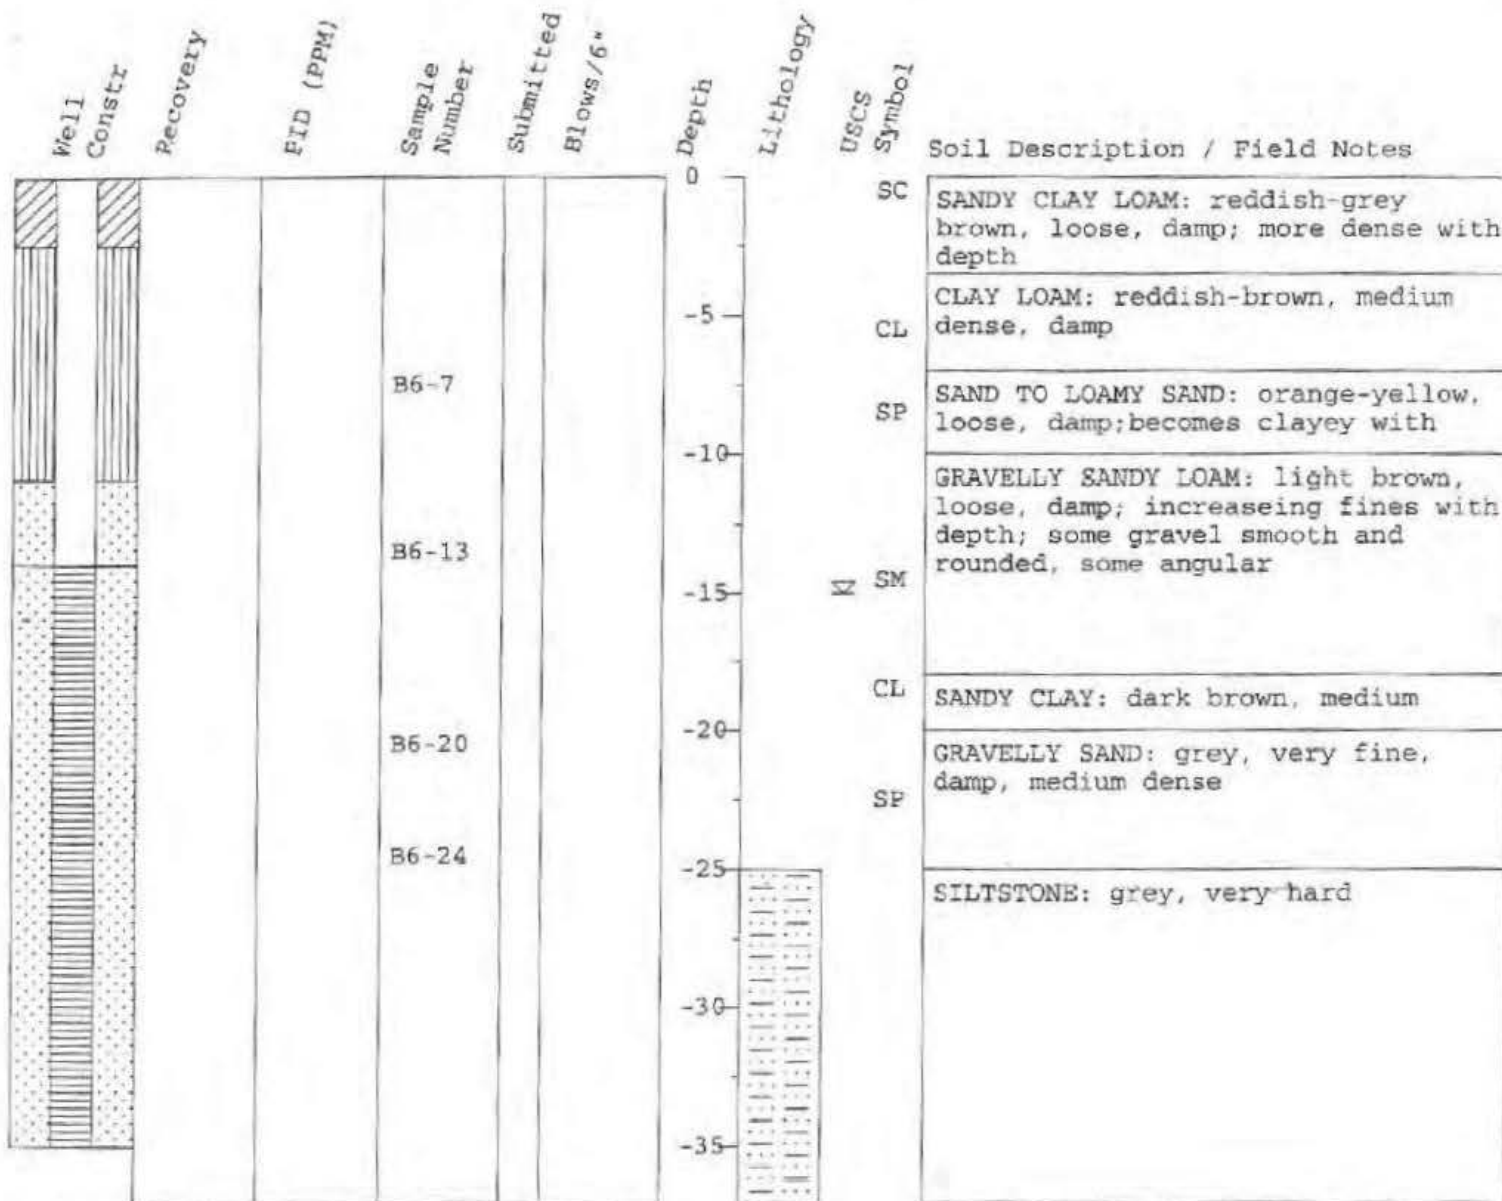 Well Constr
Recovery
PID (PPM)
Sample Number
Submitted
Blows/6"
Depth
Lithology
USCS Symbol
Soil Description / Field Notes
0
SC
SANDY CLAY LOAM: reddish-grey
brown, loose, damp; more dense with
depth
CLAY LOAM: reddish-brown, medium
-5
CL
dense, damp
B6-7
SAND TO LOAMY SAND: orange-yellow,
SP
loose, damp;becomes clayey with
-10
GRAVELLY SANDY LOAM: light brown,
loose, damp; increaseing fines with
B6-13
depth; some gravel smooth and
rounded, some angular
-15
SM
CL
SANDY CLAY: dark brown, medium
-20
B6-20
GRAVELLY SAND: grey, very fine,
damp, medium dense
SP
B6-24
-25
SILTSTONE: grey, very hard
-30
-35